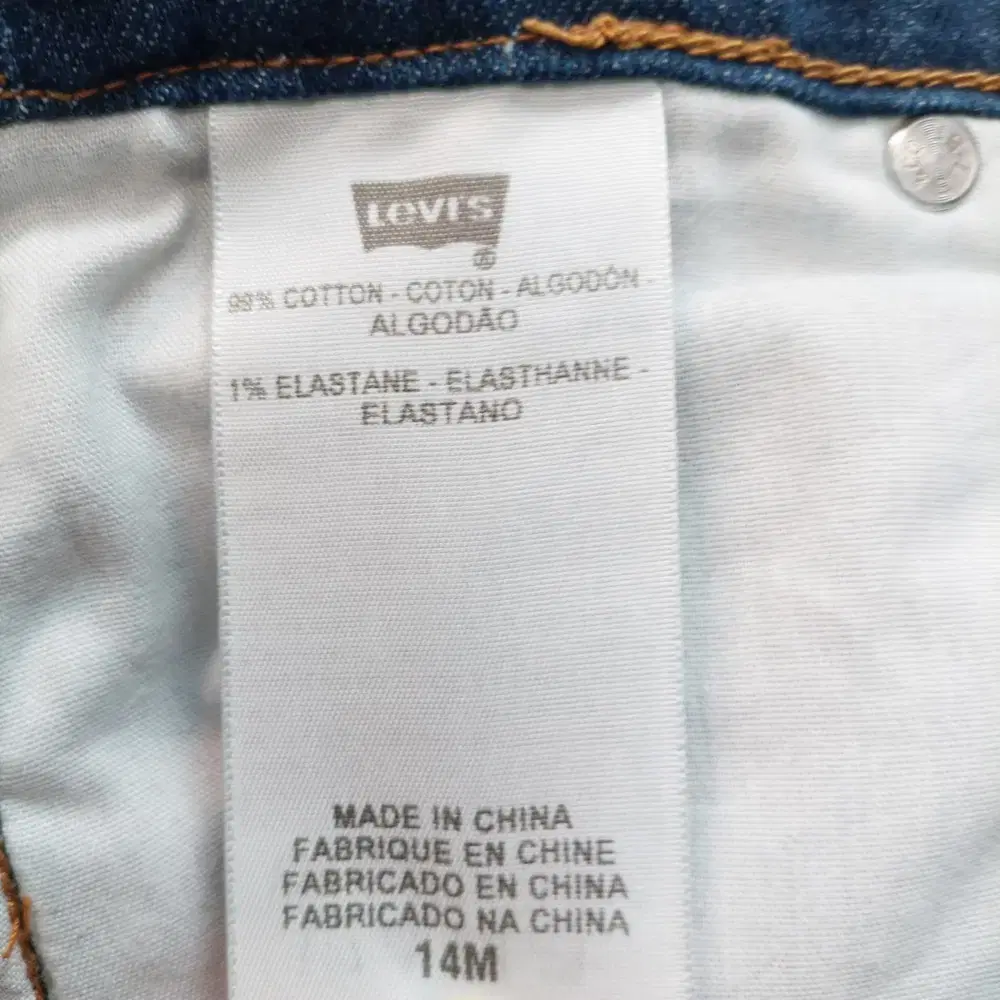 LEVI'S
®
99% COTTON - COTON - ALGODÓN -
ALGODÃO
1% ELASTANE - ELASTHANNE -
ELASTANO
MADE IN CHINA
FABRIQUE EN CHINE
FABRICADO EN CHINA
FABRICADO NA CHINA
14M